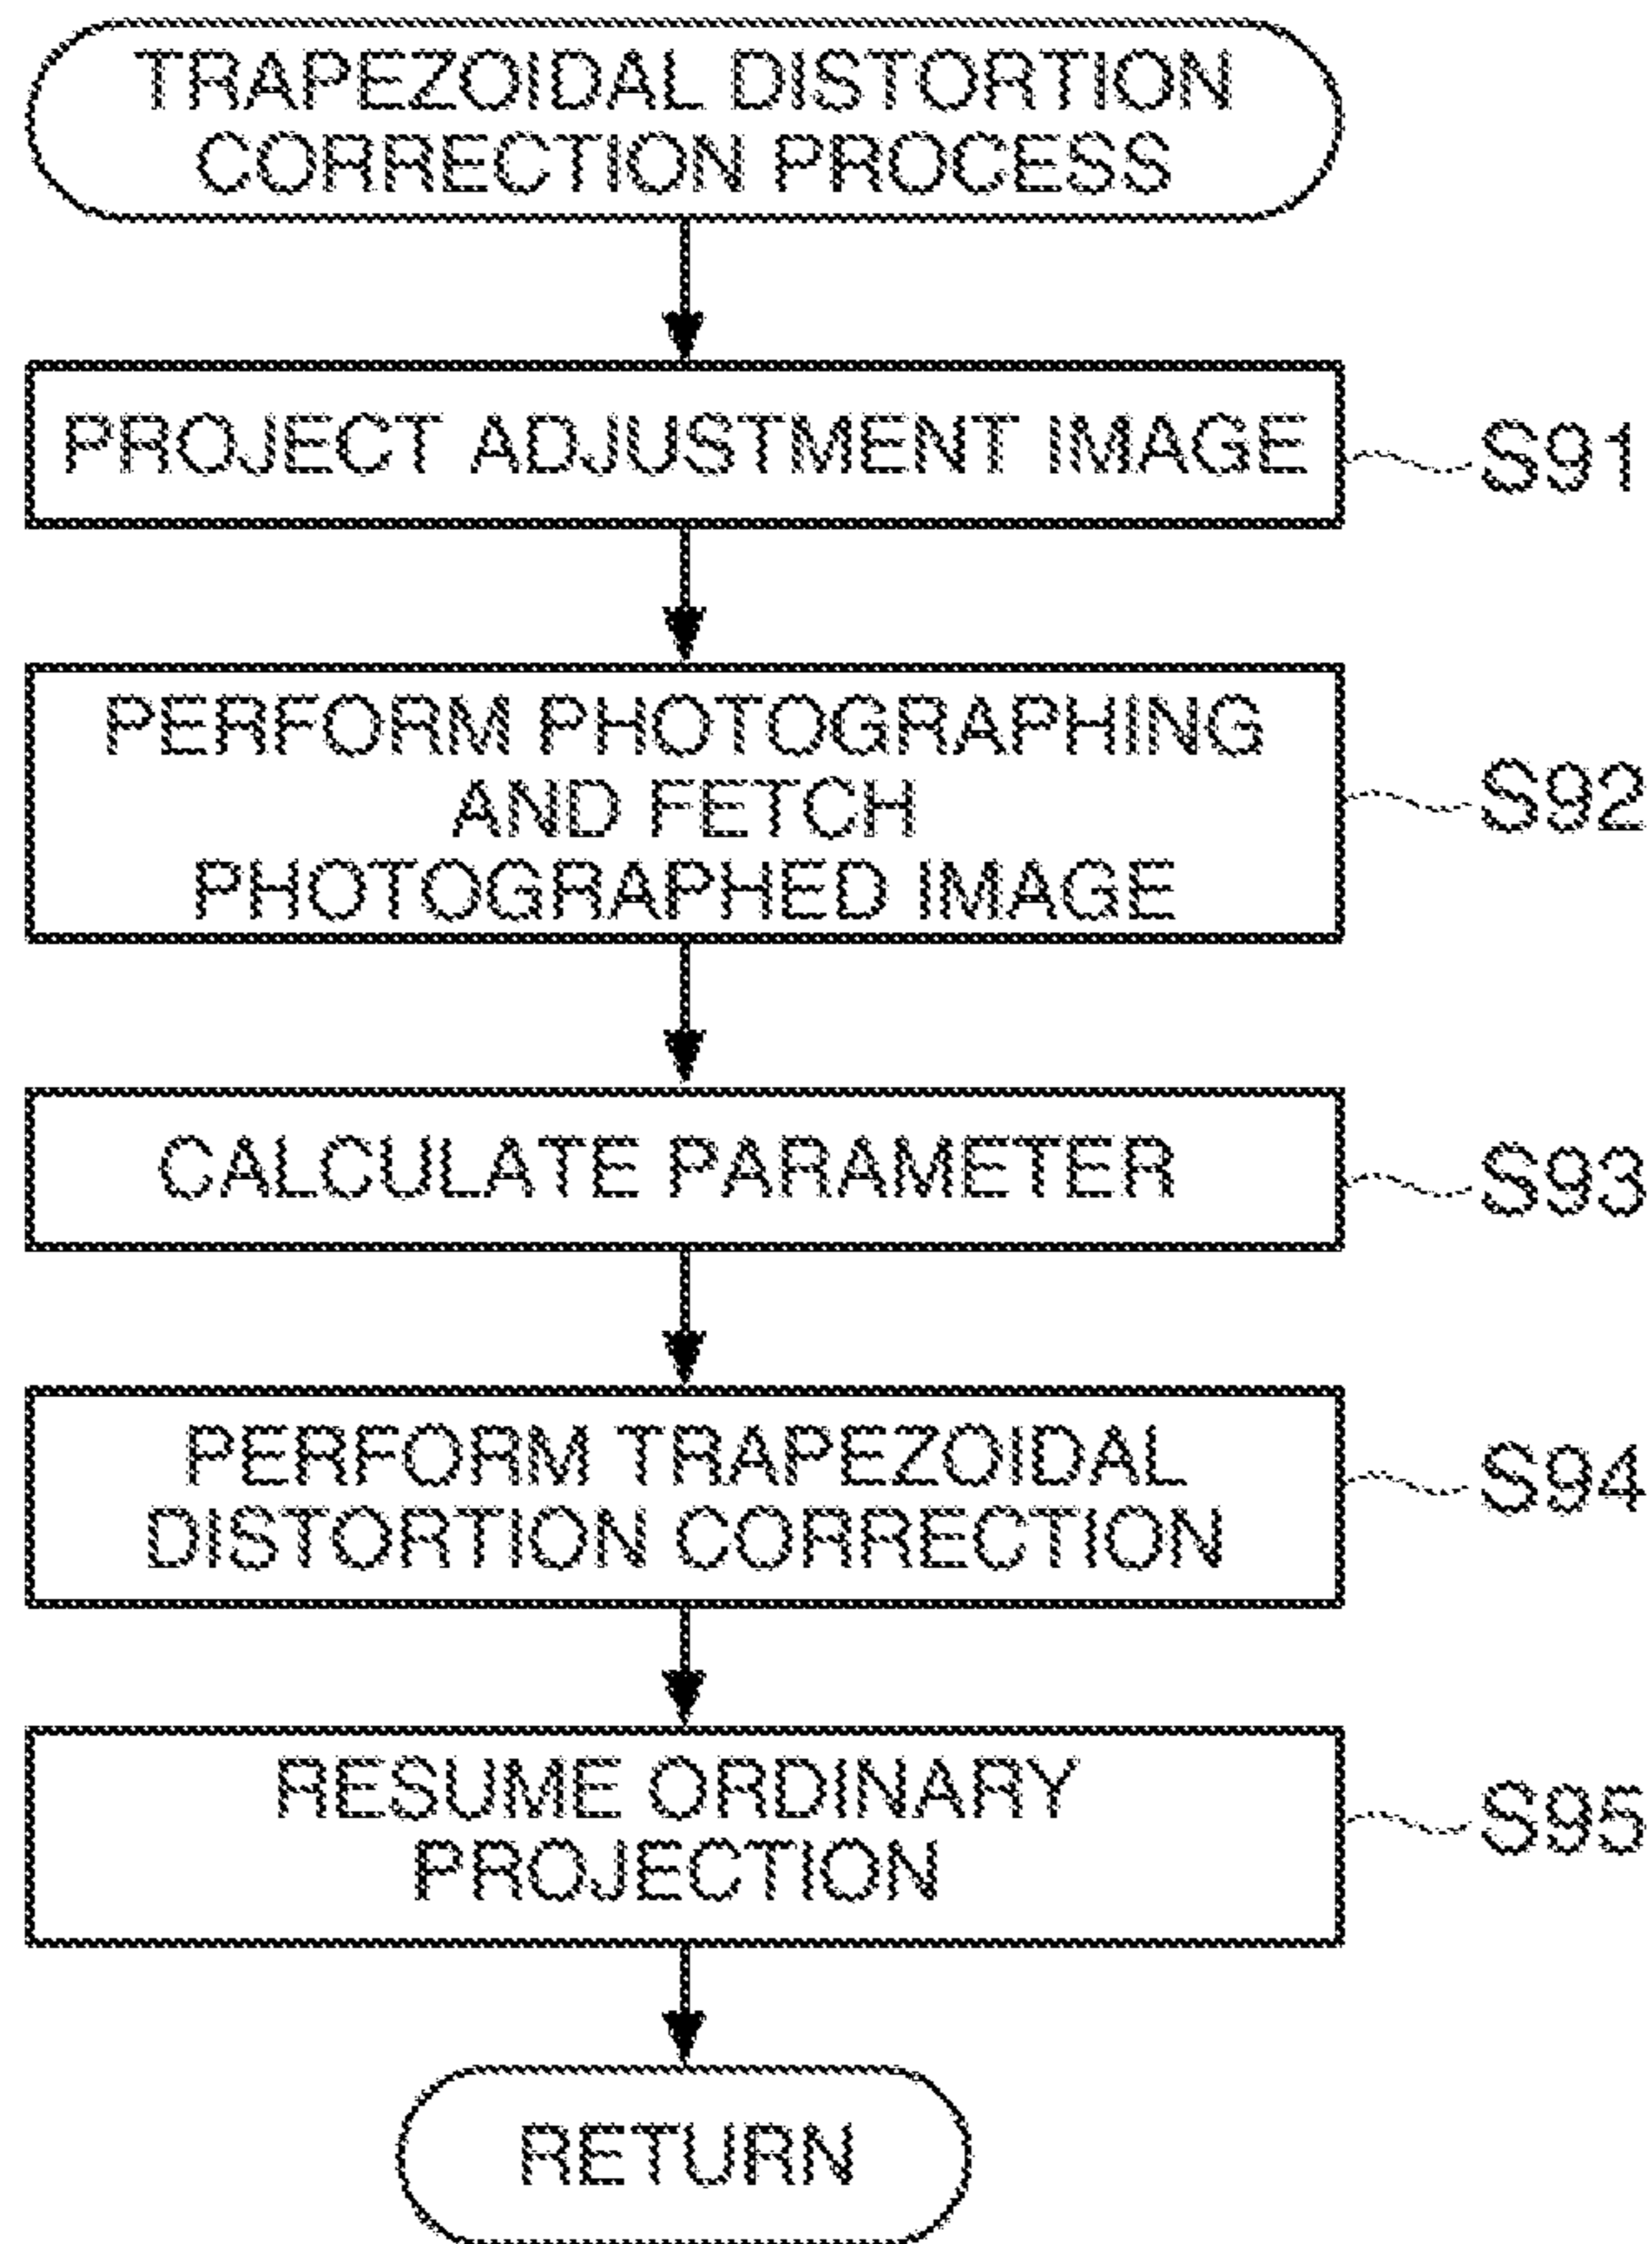 TRAPEZOIDAL DISTORTION
CORRECTION PROCESS
PROJECT ADJUSTMENT IMAGE
S91
PERFORM PHOTOGRAPHING
AND FETCH
PHOTOGRAPHED IMAGE
S92
CALCULATE PARAMETER
S93
PERFORM TRAPEZOIDAL
DISTORTION CORRECTION
S94
RESUME ORDINARY
PROJECTION
S95
RETURN